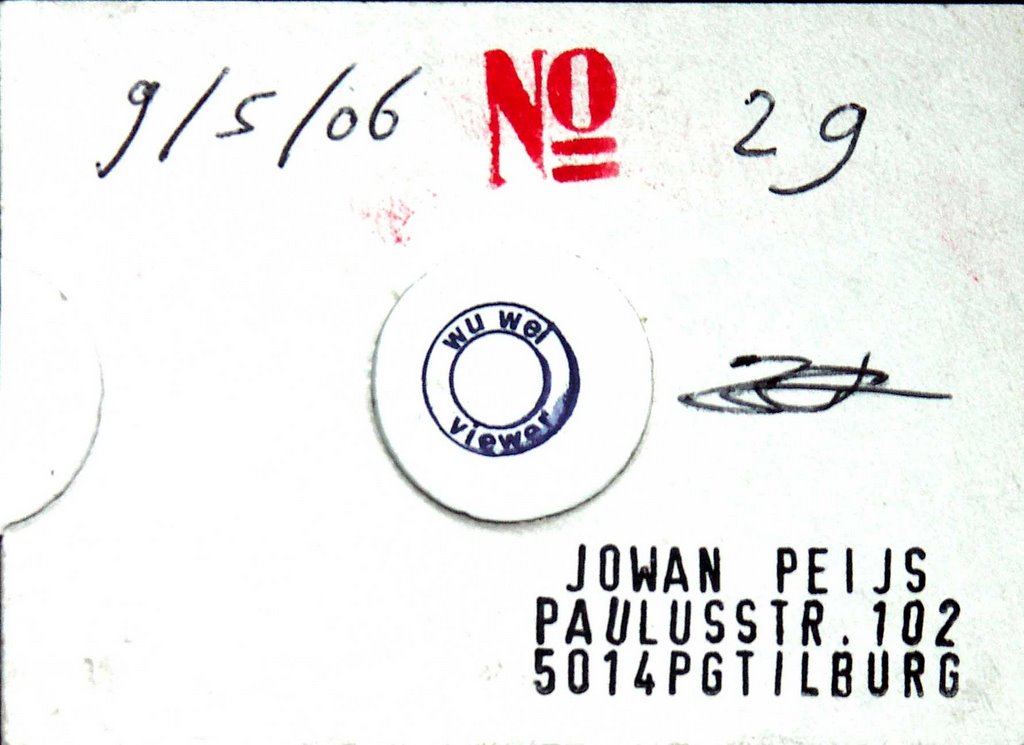 9/5/06 No 29
wu wei
viewer
JOWAN PEIJS
PAULUSSTR. 102
5014PGTILBURG